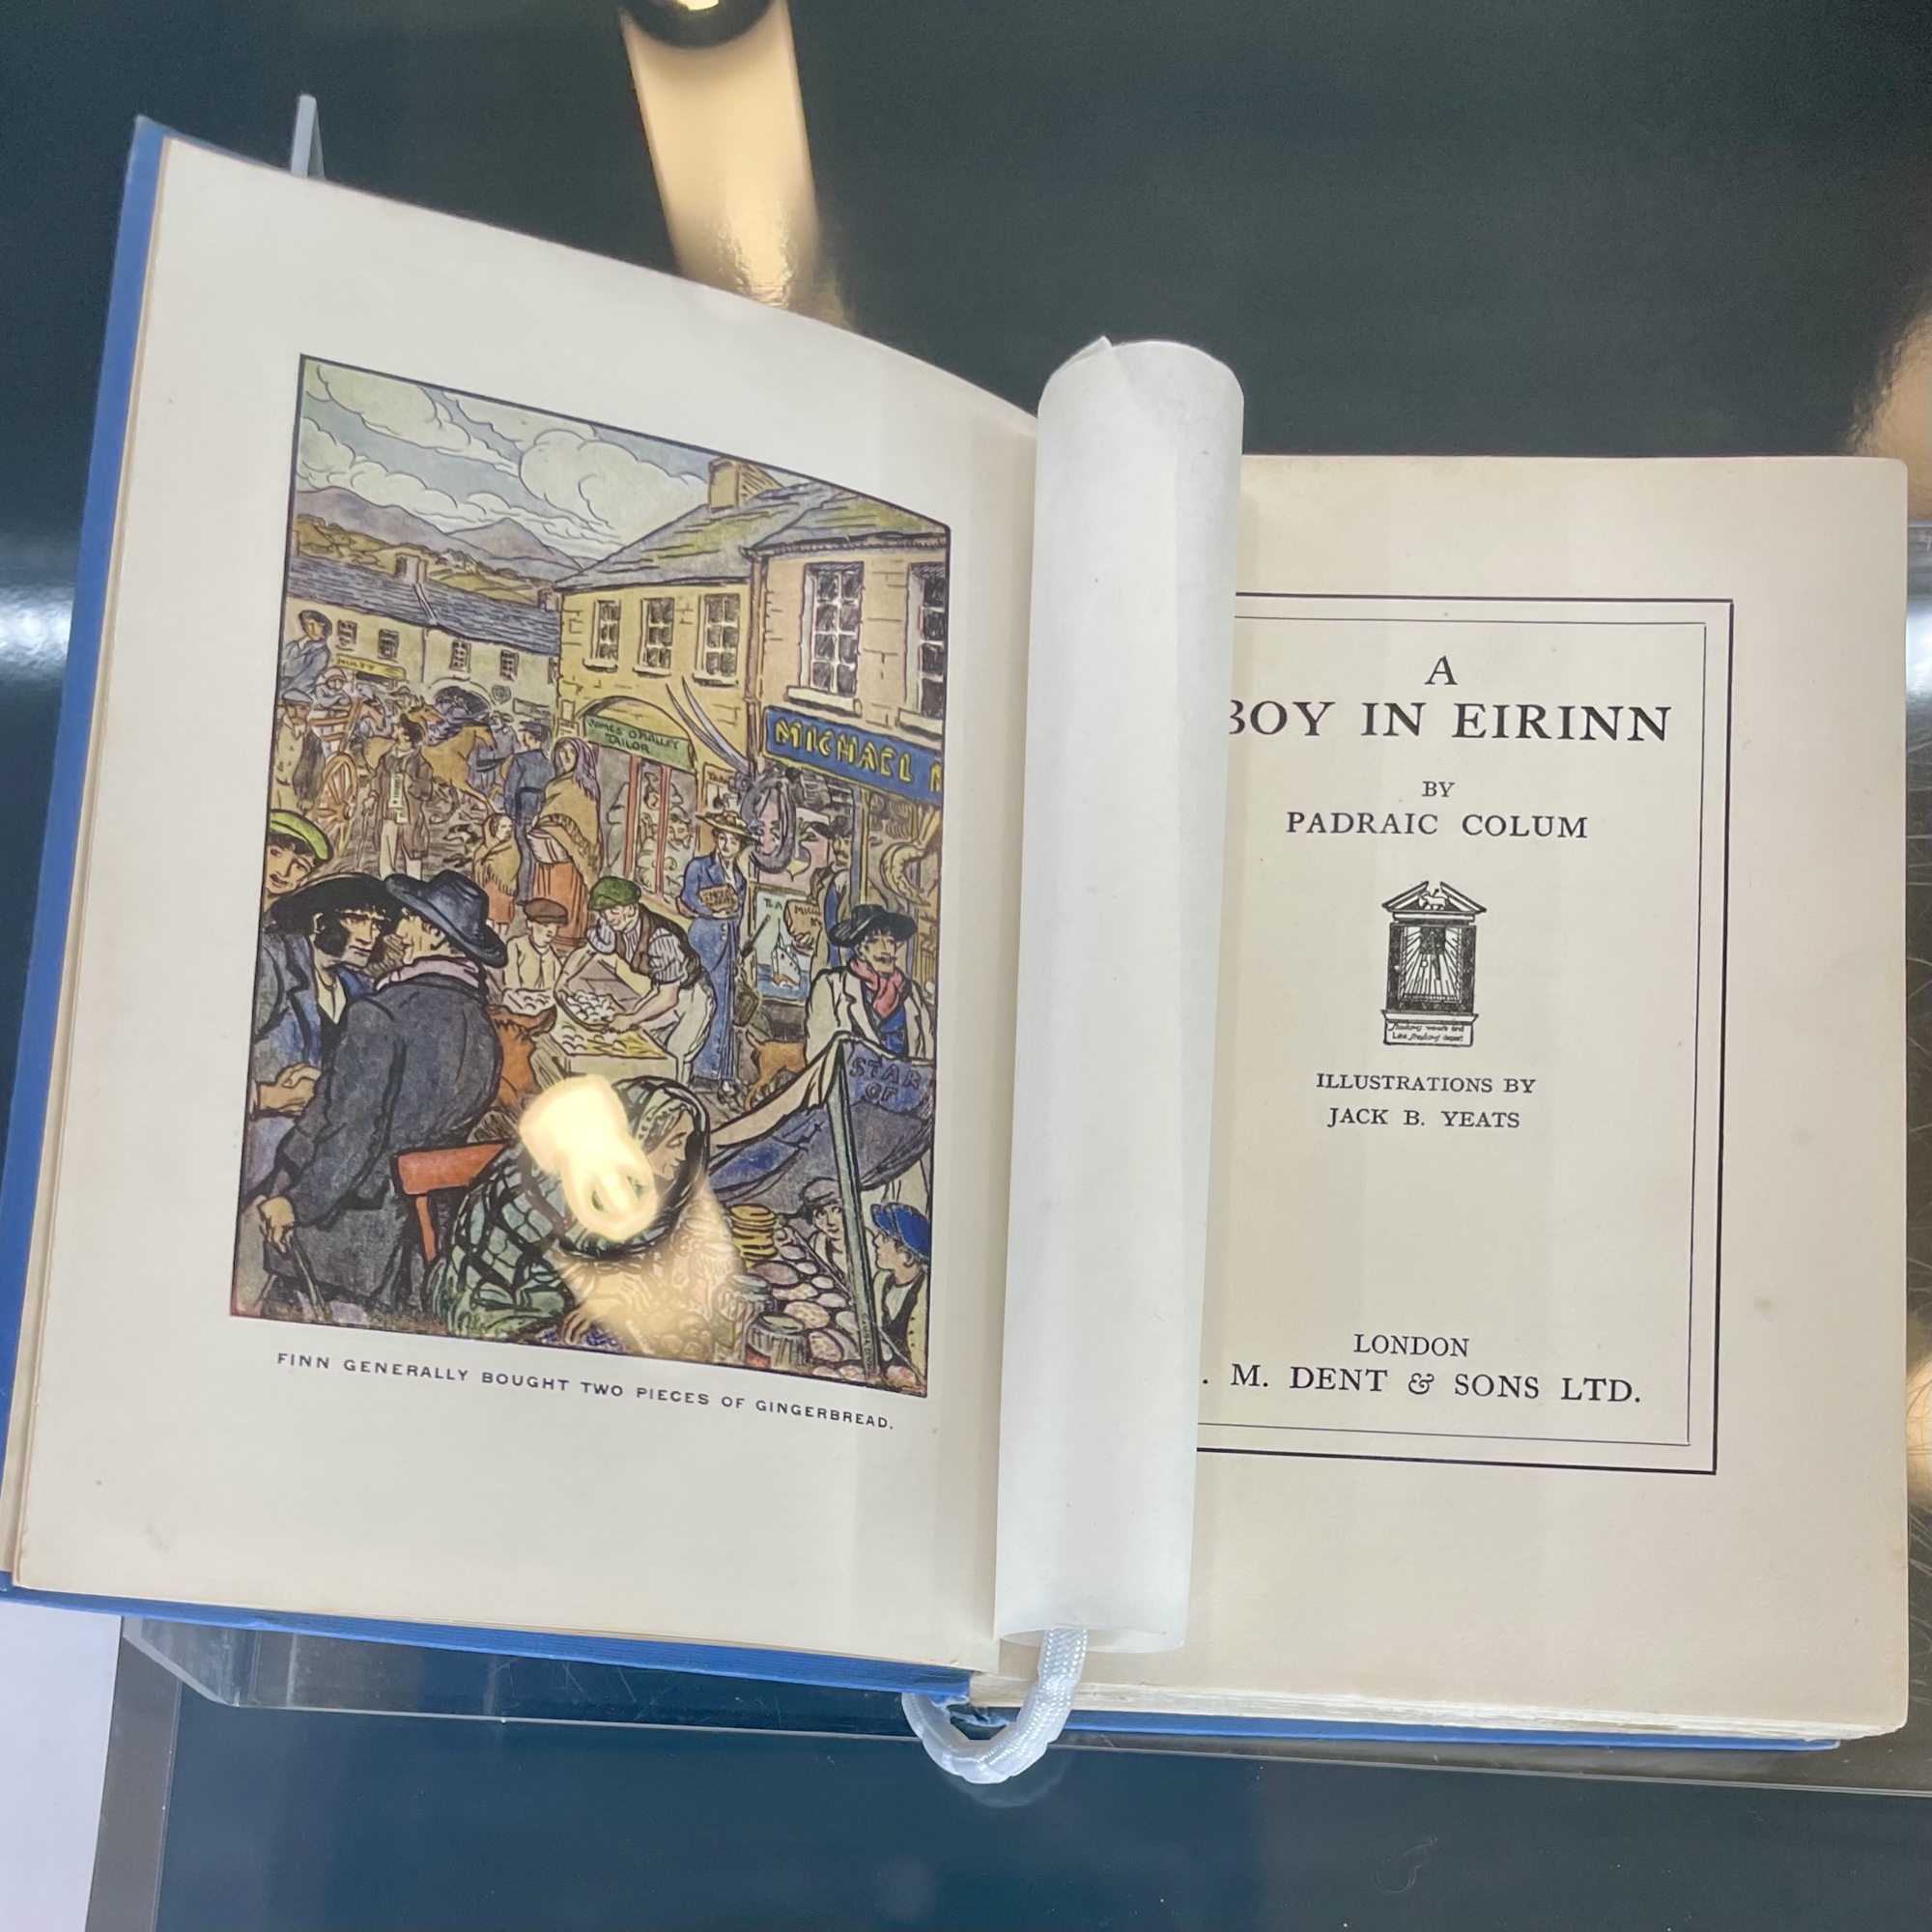 JAMES O'MALLEY
TAILOR
MICHAEL
TEA
STAR
OF
FINN GENERALLY BOUGHT TWO PIECES OF GINGERBREAD.
A
BOY IN EIRINN
BY
PADRAIC COLUM
ILLUSTRATIONS BY
JACK B. YEATS
LONDON
. M. DENT & SONS LTD.